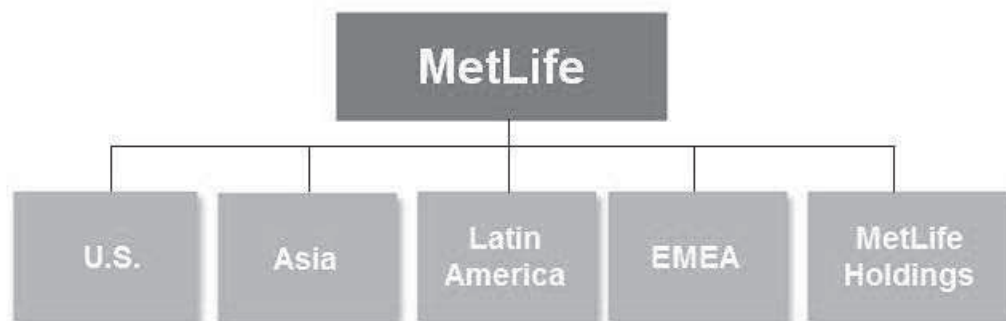 MetLife
U.S.
Asia
Latin
America
EMEA
MetLife
Holdings